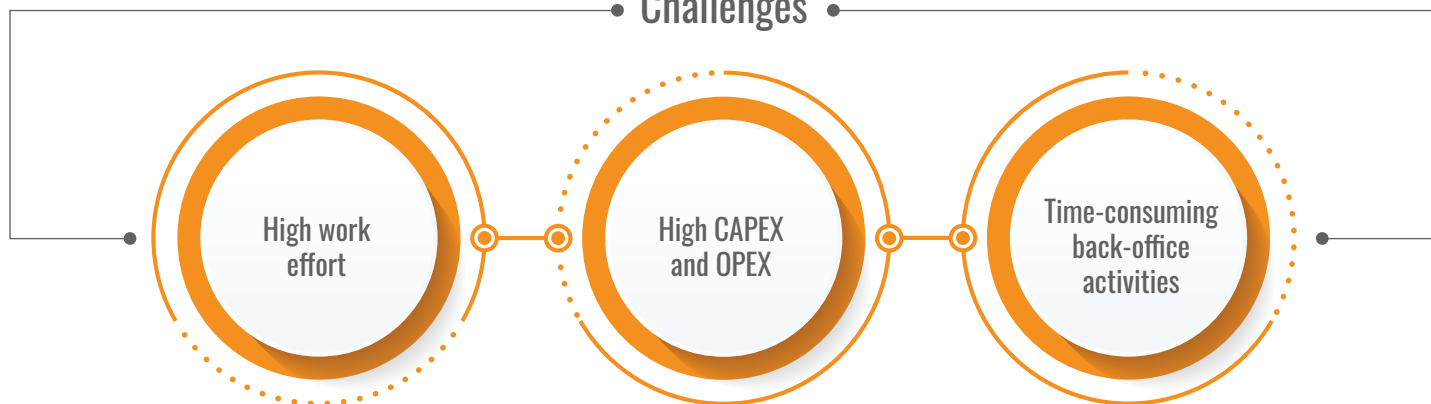 Challenges
High work
effort
High CAPEX
and OPEX
Time-consuming
back-office
activities